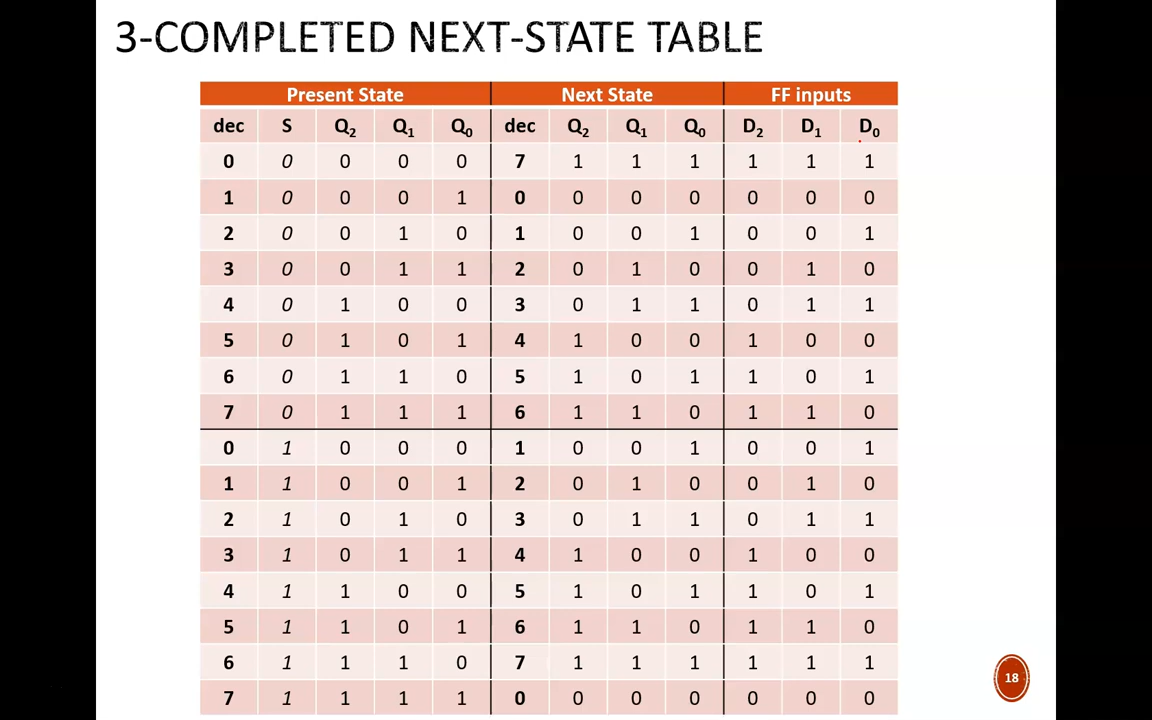 3-COMPLETED NEXT-STATE TABLE
Present State Next State FF inputs
dec S Q2 Q1 Q0 dec Q2 Q1 Q0 D2 D1 D0
0 0 0 0 0 7 1 1 1 1 1 1
1 0 0 0 1 0 0 0 0 0 0 0
2 0 0 1 0 1 0 0 1 0 0 1
3 0 0 1 1 2 0 1 0 0 1 0
4 0 1 0 0 3 0 1 1 0 1 1
5 0 1 0 1 4 1 0 0 1 0 0
6 0 1 1 0 5 1 0 1 1 0 1
7 0 1 1 1 6 1 1 0 1 1 0
0 1 0 0 0 1 0 0 1 0 0 1
1 1 0 0 1 2 0 1 0 0 1 0
2 1 0 1 0 3 0 1 1 0 1 1
3 1 0 1 1 4 1 0 0 1 0 0
4 1 1 0 0 5 1 0 1 1 0 1
5 1 1 0 1 6 1 1 0 1 1 0
6 1 1 1 0 7 1 1 1 1 1 1
7 1 1 1 1 0 0 0 0 0 0 0
18